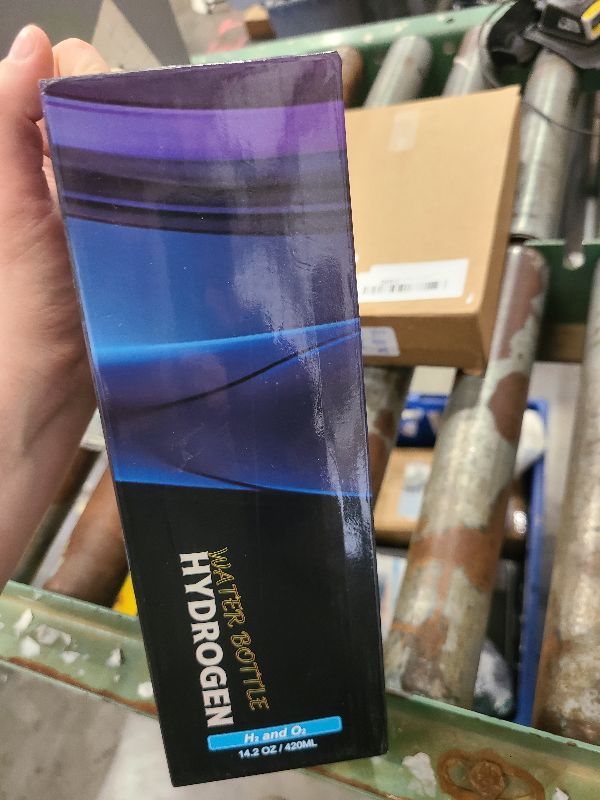 HYDROGEN
WATER BOTTLE
H₂ and O₂
14.2 OZ / 420ML